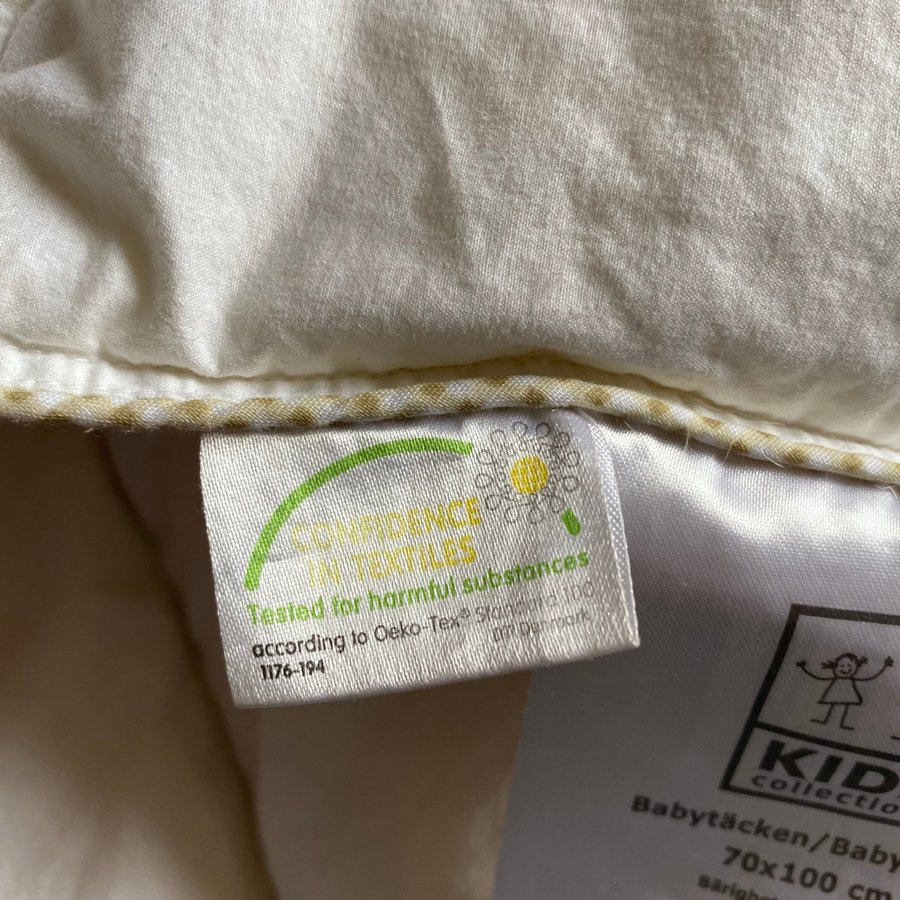 CONFIDENCE
IN TEXTILES
Tested for harmful substances
according to Oeko-Tex® Standard 100
1176-194 DTI Denmark
KID
collectio
Babytäcken/Baby
70x100 cm